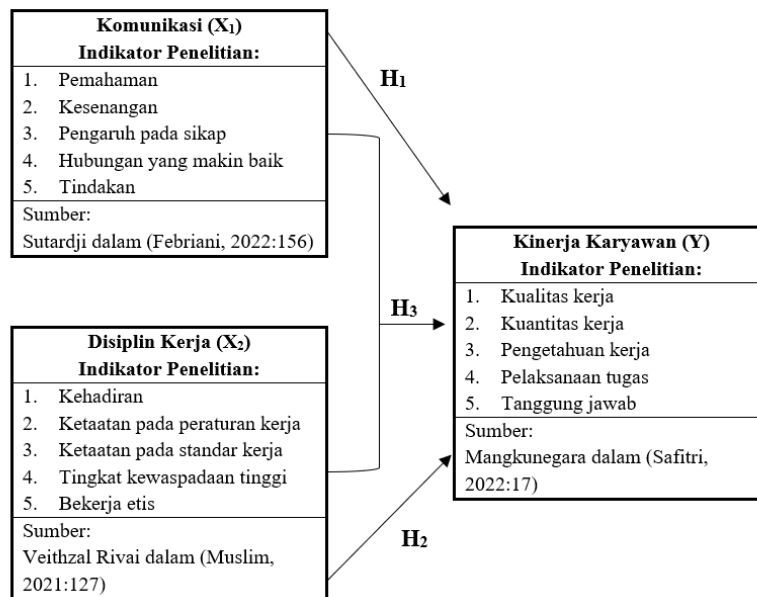 Komunikasi (X₁)
Indikator Penelitian:
1. Pemahaman
2. Kesenangan
3. Pengaruh pada sikap
4. Hubungan yang makin baik
5. Tindakan
Sumber:
Sutardji dalam (Febriani, 2022:156)
H₁
Kinerja Karyawan (Y)
Indikator Penelitian:
1. Kualitas kerja
2. Kuantitas kerja
3. Pengetahuan kerja
4. Pelaksanaan tugas
5. Tanggung jawab
Sumber:
Mangkunegara dalam (Safitri,
2022:17)
H₃
Disiplin Kerja (X₂)
Indikator Penelitian:
1. Kehadiran
2. Ketaatan pada peraturan kerja
3. Ketaatan pada standar kerja
4. Tingkat kewaspadaan tinggi
5. Bekerja etis
Sumber:
Veithzal Rivai dalam (Muslim,
2021:127)
H₂